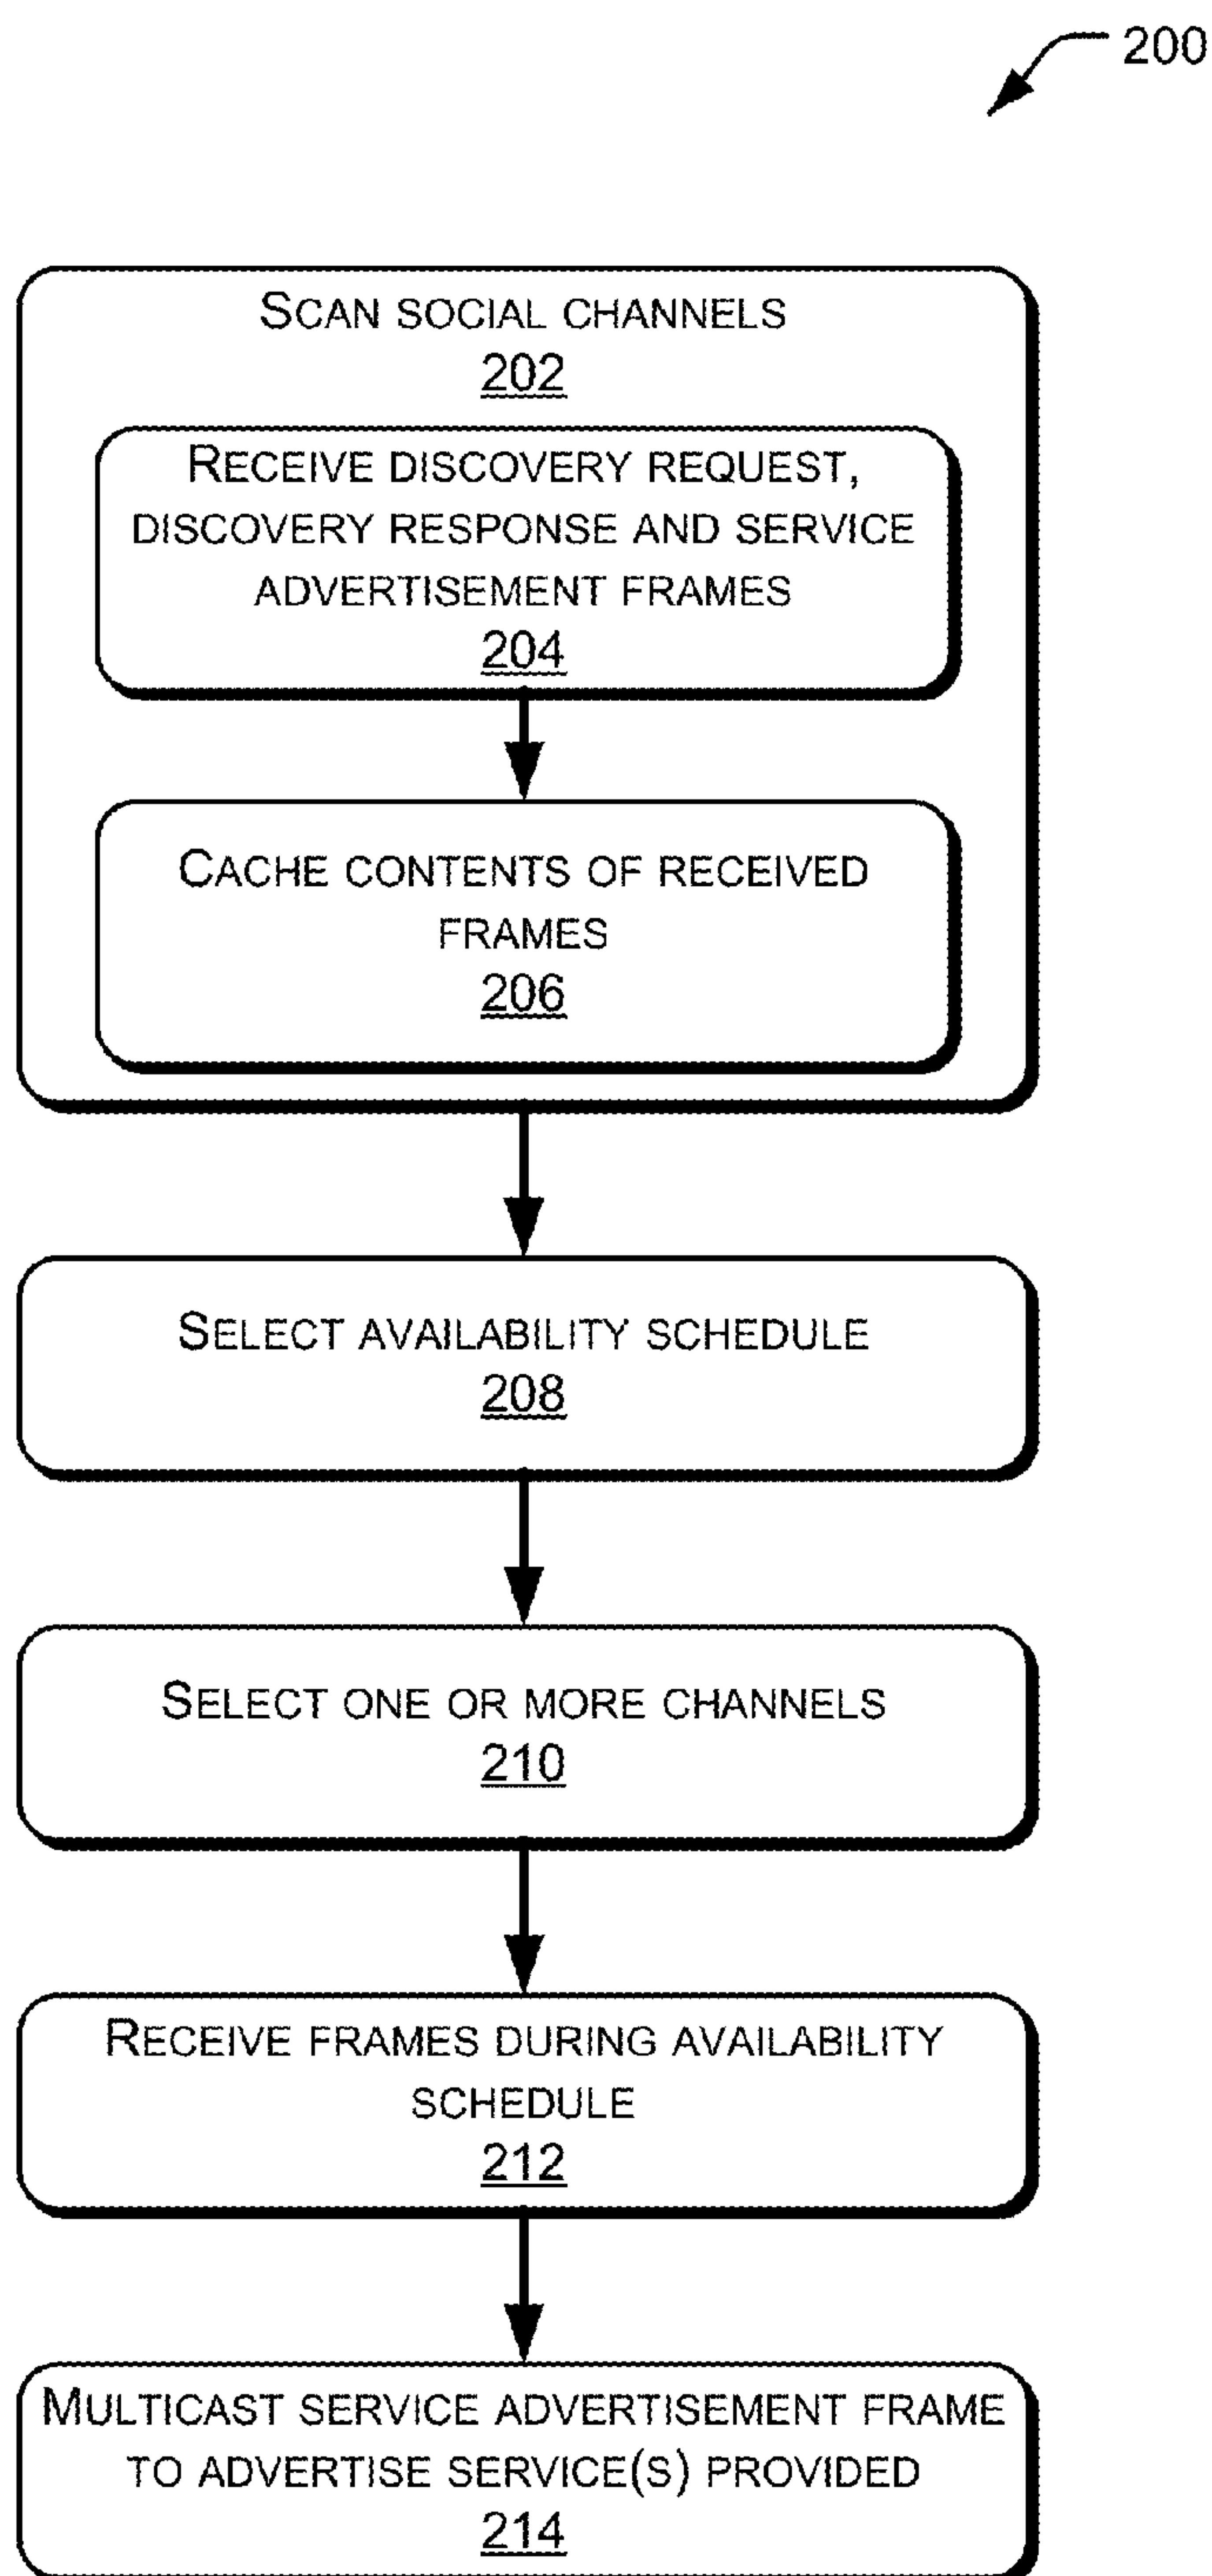 200
SCAN SOCIAL CHANNELS
202
RECEIVE DISCOVERY REQUEST,
DISCOVERY RESPONSE AND SERVICE
ADVERTISEMENT FRAMES
204
CACHE CONTENTS OF RECEIVED
FRAMES
206
SELECT AVAILABILITY SCHEDULE
208
SELECT ONE OR MORE CHANNELS
210
RECEIVE FRAMES DURING AVAILABILITY
SCHEDULE
212
MULTICAST SERVICE ADVERTISEMENT FRAME
TO ADVERTISE SERVICE(S) PROVIDED
214